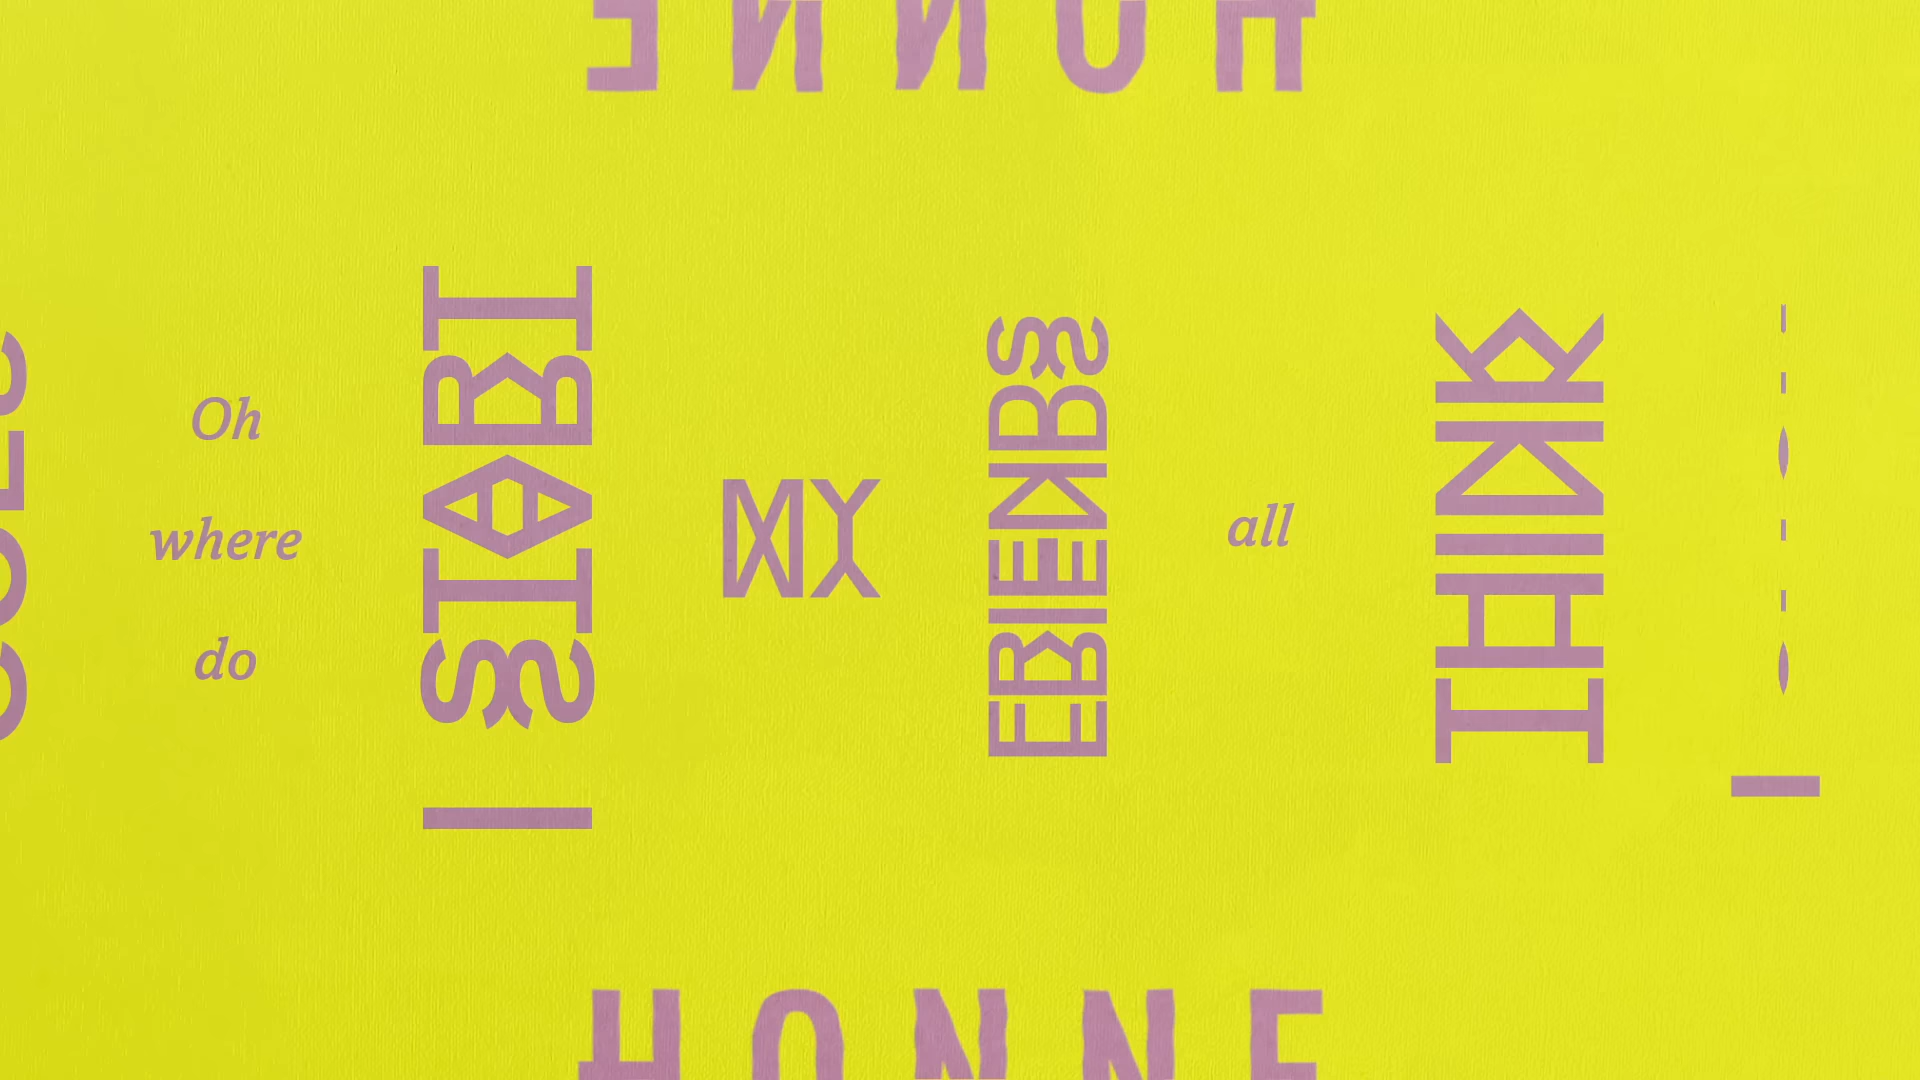 HONNE
Oh
where
do
I START
MY
FRIENDS
all
THINK
I
HONNE